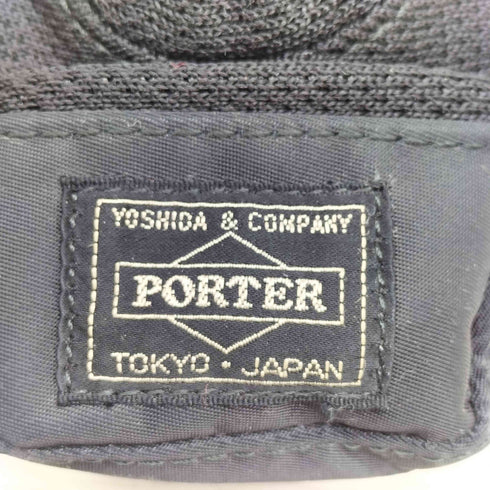 YOSHIDA & COMPANY
PORTER
TOKYO · JAPAN